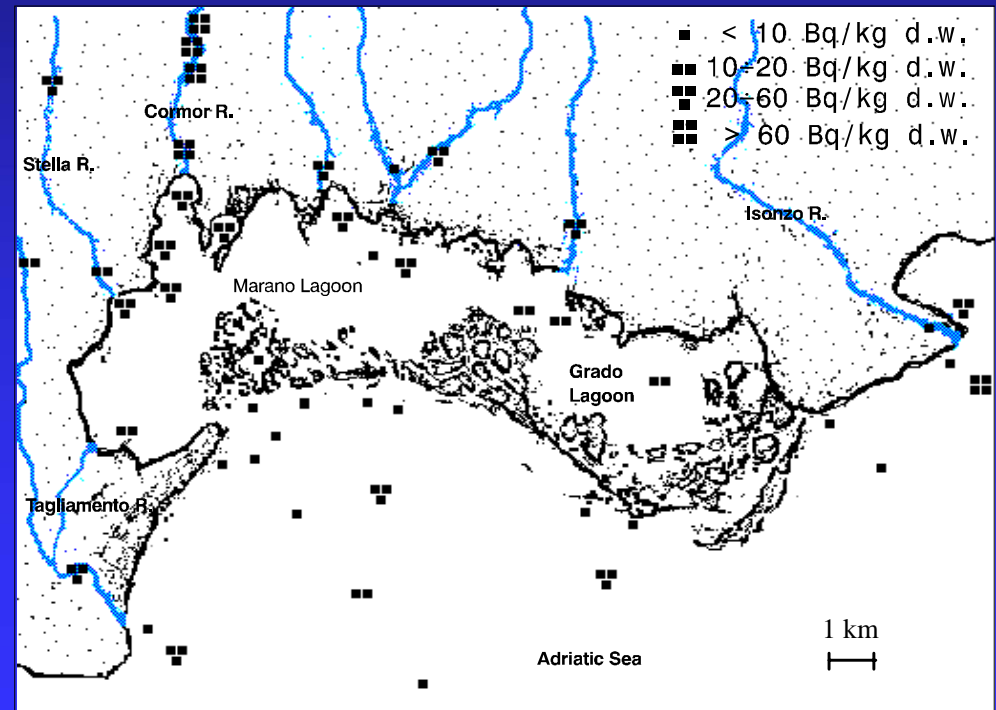 < 10 Bq/kg d.w.
10-20 Bq/kg d.w.
20-60 Bq/kg d.w.
> 60 Bq/kg d.w.
Cormor R.
Stella R.
Isonzo R.
Marano Lagoon
Grado
Lagoon
Tagliamento R.
1 km
Adriatic Sea